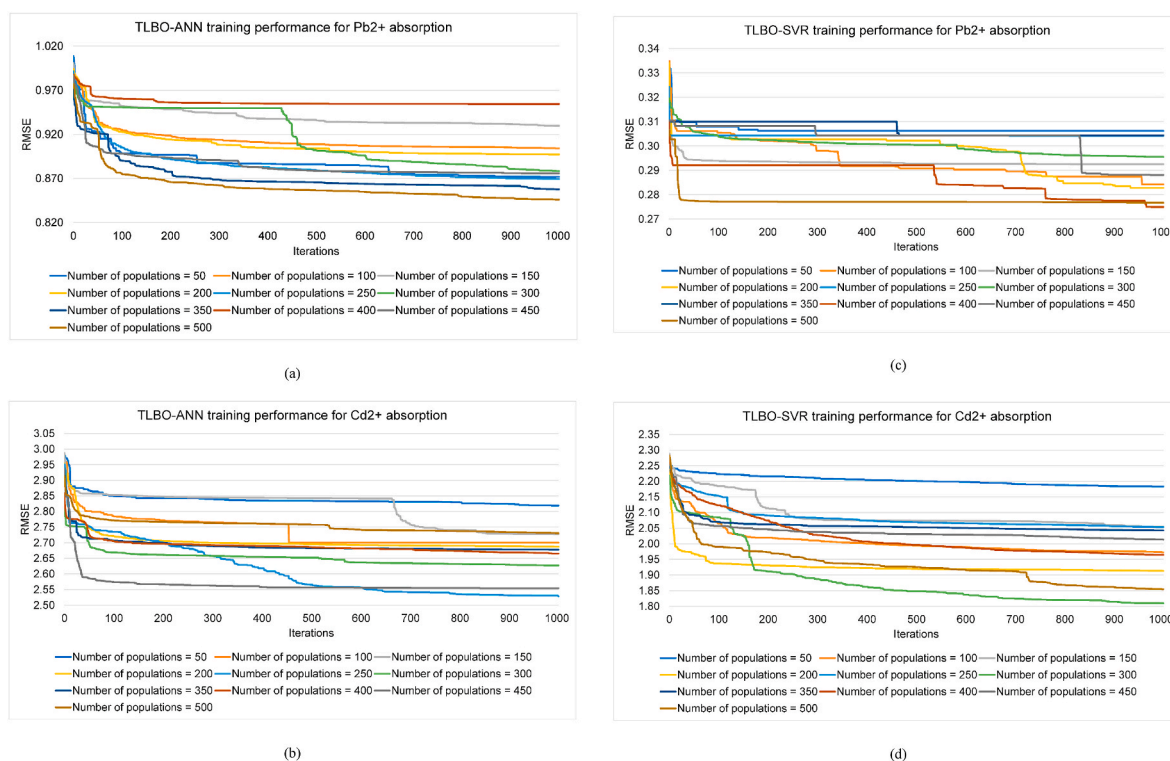 TLBO-ANN training performance for Pb2+ absorption
1.020
0.970
0.920
0.870
0.820
RMSE
0 100 200 300 400 500 600 700 800 900 1000
Iterictions
Number of populations = 50 Number of populations = 100 Number of populations = 150
Number of populations = 200 Number of populations = 250 Number of populations = 300
Number of populations = 350 Number of populations = 400 Number of populations = 450
Number of populations = 500
(a)
TLBO-SVR training performance for Pb2+ absorption
0.34
0.33
0.32
0.31
0.30
0.29
0.28
0.27
RMSE
0 100 200 300 400 500 600 700 800 900 1000
Iterictions
Number of populations = 50 Number of populations = 100 Number of populations = 150
Number of populations = 200 Number of populations = 250 Number of populations = 300
Number of populations = 350 Number of populations = 400 Number of populations = 450
Number of populations = 500
(c)
TLBO-ANN training performance for Cd2+ absorption
3.05
3.00
2.95
2.90
2.85
2.80
2.75
2.70
2.65
2.60
2.55
2.50
RMSE
0 100 200 300 400 500 600 700 800 900 1000
Iterictions
Number of populations = 50 Number of populations = 100 Number of populations = 150
Number of populations = 200 Number of populations = 250 Number of populations = 300
Number of populations = 350 Number of populations = 400 Number of populations = 450
Number of populations = 500
(b)
TLBO-SVR training performance for Cd2+ absorption
2.35
2.30
2.25
2.20
2.15
2.10
2.05
2.00
1.95
1.90
1.85
1.80
RMSE
0 100 200 300 400 500 600 700 800 900 1000
Iterictions
Number of populations = 50 Number of populations = 100 Number of populations = 150
Number of populations = 200 Number of populations = 250 Number of populations = 300
Number of populations = 350 Number of populations = 400 Number of populations = 450
Number of populations = 500
(d)